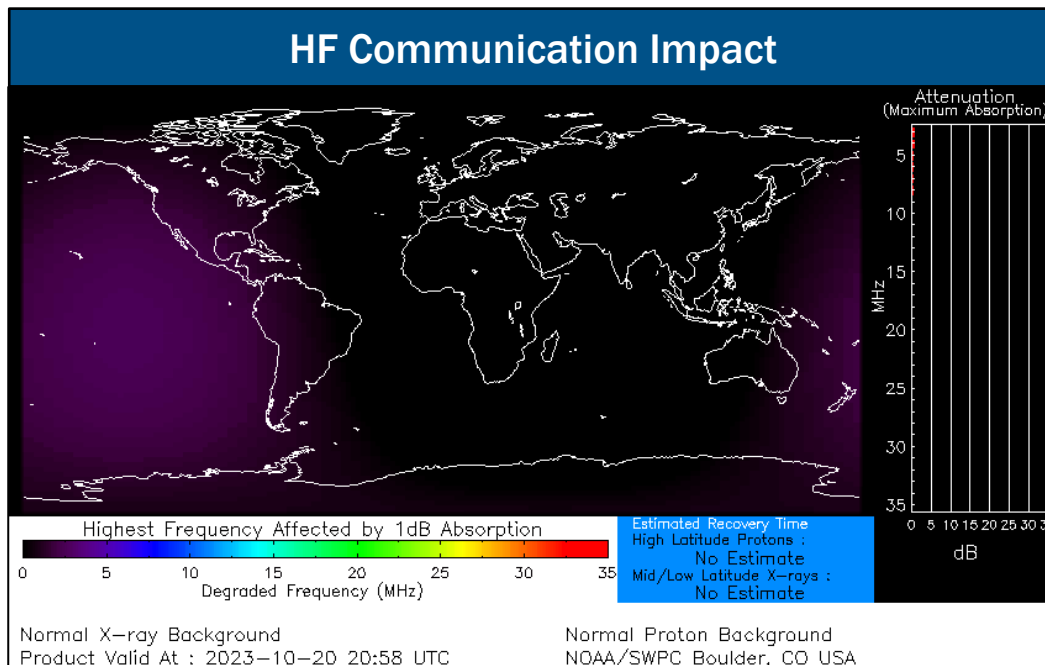 HF Communication Impact
Attenuation
(Maximum Absorption)
5
10
15
20
25
30
35
MHz
0 5 10 15 20 25 30 3
dB
Highest Frequency Affected by 1dB Absorption
0 5 10 15 20 25 30 35
Degraded Frequency (MHz)
Estimated Recovery Time
High Latitude Protons :
No Estimate
Mid/Low Latitude X-rays :
No Estimate
Normal X-ray Background
Product Valid At : 2023-10-20 20:58 UTC
Normal Proton Background
NOAA/SWPC Boulder, CO USA